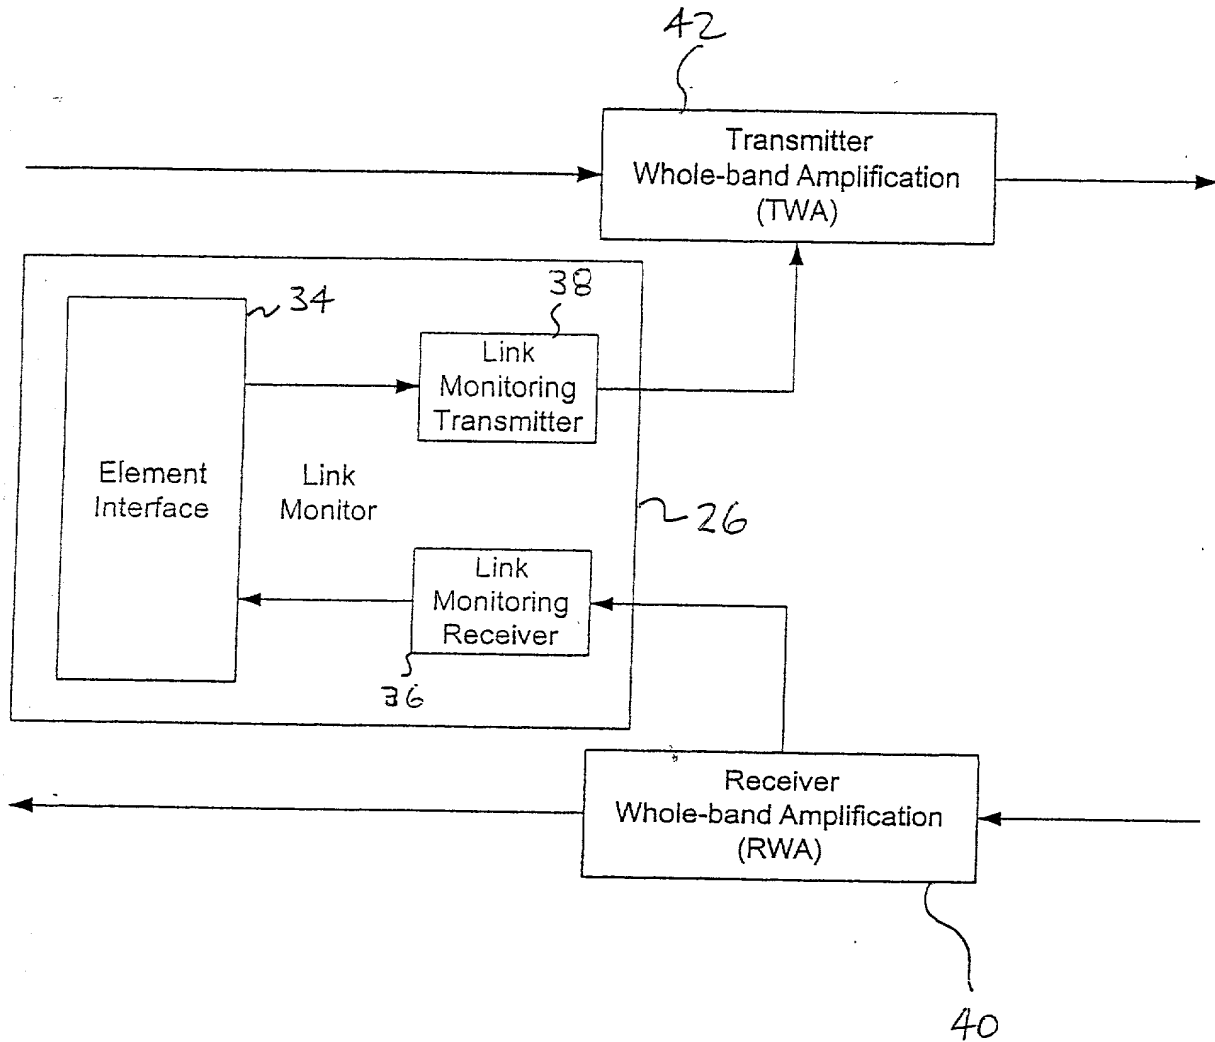 42
Transmitter
Whole-band Amplification
(TWA)
34
38
Link
Monitoring
Transmitter
Element
Interface
Link
Monitor
26
Link
Monitoring
Receiver
36
Receiver
Whole-band Amplification
(RWA)
40